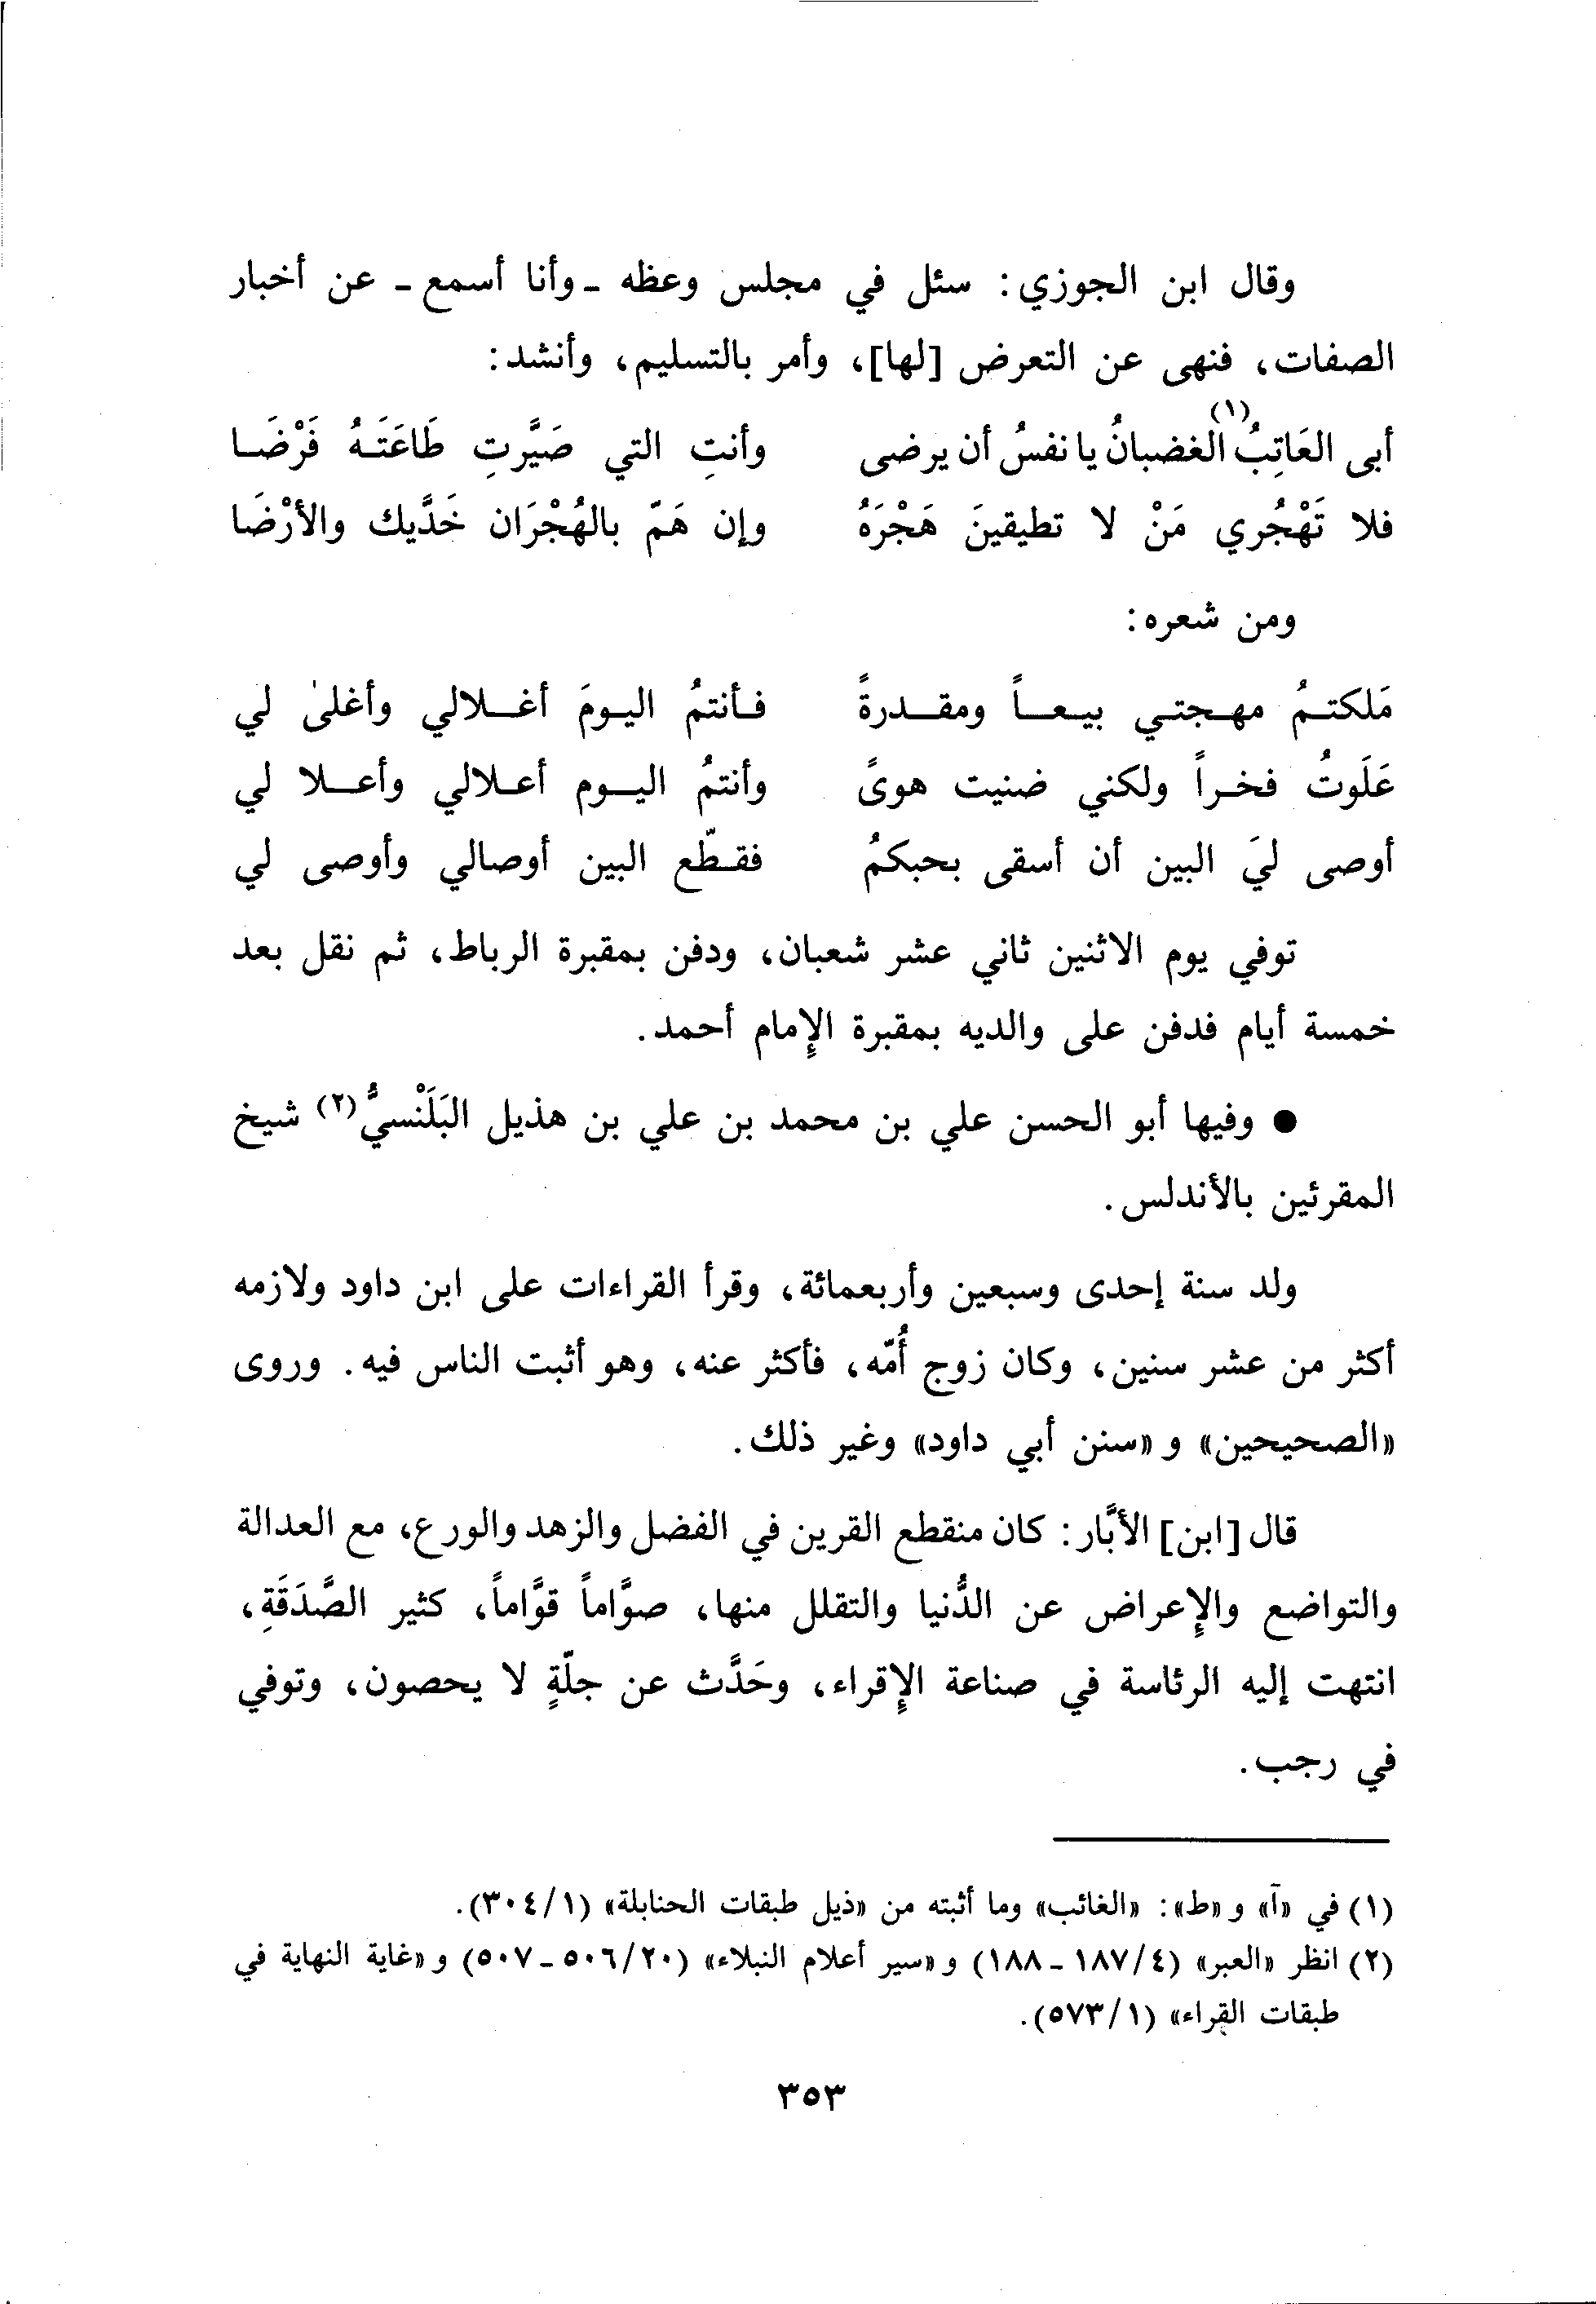 وقال ابن الجوزي: سئل في مجلس وعظه - وأنا أسمع - عن أخبار
الصفات، فنهى عن التعرض [لها]، وأمر بالتسليم، وأنشد:
أبى العَاتِبُ(١) الغضبانُ يا نفسُ أن يرضى وأنتِ التي صَيَّرتِ طَاعَتَهُ فَرْضَا
فلا تَهْجُري مَنْ لا تطيقينَ هَجْرَهُ وإن هَمّ بالهُجْرَان خَدَّيك والأرْضَا
ومن شعره:
مَلكتمُ مهجتي بيعاً ومقدرةً فأنتمُ اليومَ أغلالي وأغلىٰ لي
عَلَوتُ فخراً ولكني ضنيت هوىً وأنتمُ اليوم أعلالي وأعلا لي
أوصى ليَ البين أن أسقى بحبكمُ فقطّع البين أوصالي وأوصى لي
توفي يوم الاثنين ثاني عشر شعبان، ودفن بمقبرة الرباط، ثم نقل بعد
خمسة أيام فدفن على والديه بمقبرة الإمام أحمد.
● وفيها أبو الحسن علي بن محمد بن علي بن هذيل البَلَنْسيُّ(٢) شيخ
المقرئين بالأندلس.
ولد سنة إحدى وسبعين وأربعمائة، وقرأ القراءات على ابن داود ولازمه
أكثر من عشر سنين، وكان زوج أُمّه، فأكثر عنه، وهو أثبت الناس فيه. وروى
«الصحيحين» و«سنن أبي داود» وغير ذلك.
قال [ابن] الأبَّار: كان منقطع القرين في الفضل والزهد والورع، مع العدالة
والتواضع والإعراض عن الدُّنيا والتقلل منها، صوَّاماً قوَّاماً، كثير الصَّدَقَةِ،
انتهت إليه الرئاسة في صناعة الإقراء، وحَدَّث عن جلّةٍ لا يحصون، وتوفي
في رجب.
(١) في «آ» و«ط»: «الغائب» وما أثبته من «ذيل طبقات الحنابلة» (٣٠٤/١).
(٢) انظر «العبر» (١٨٧/٤ - ١٨٨) و«سير أعلام النبلاء» (٥٠٦/٢٠ - ٥٠٧) و«غاية النهاية في
طبقات القراء» (٥٧٣/١).
٣٥٣